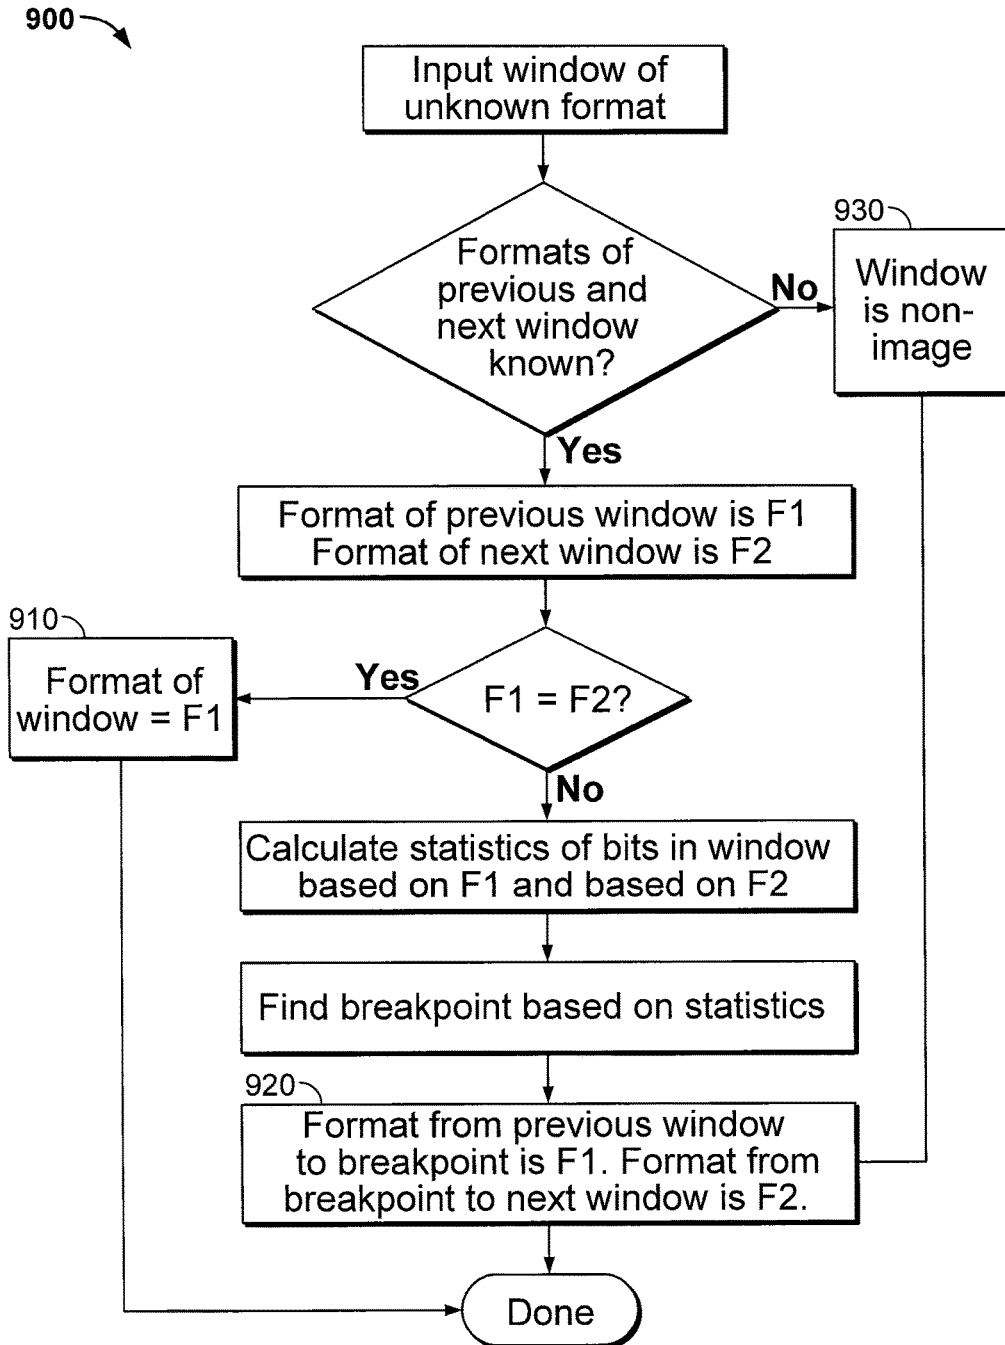 900
Input window of
unknown format
Formats of
previous and
next window
known?
No
930
Window
is non-
image
Yes
Format of previous window is F1
Format of next window is F2
910
Format of
window = F1
Yes
F1 = F2?
No
Calculate statistics of bits in window
based on F1 and based on F2
Find breakpoint based on statistics
920
Format from previous window
to breakpoint is F1. Format from
breakpoint to next window is F2.
Done